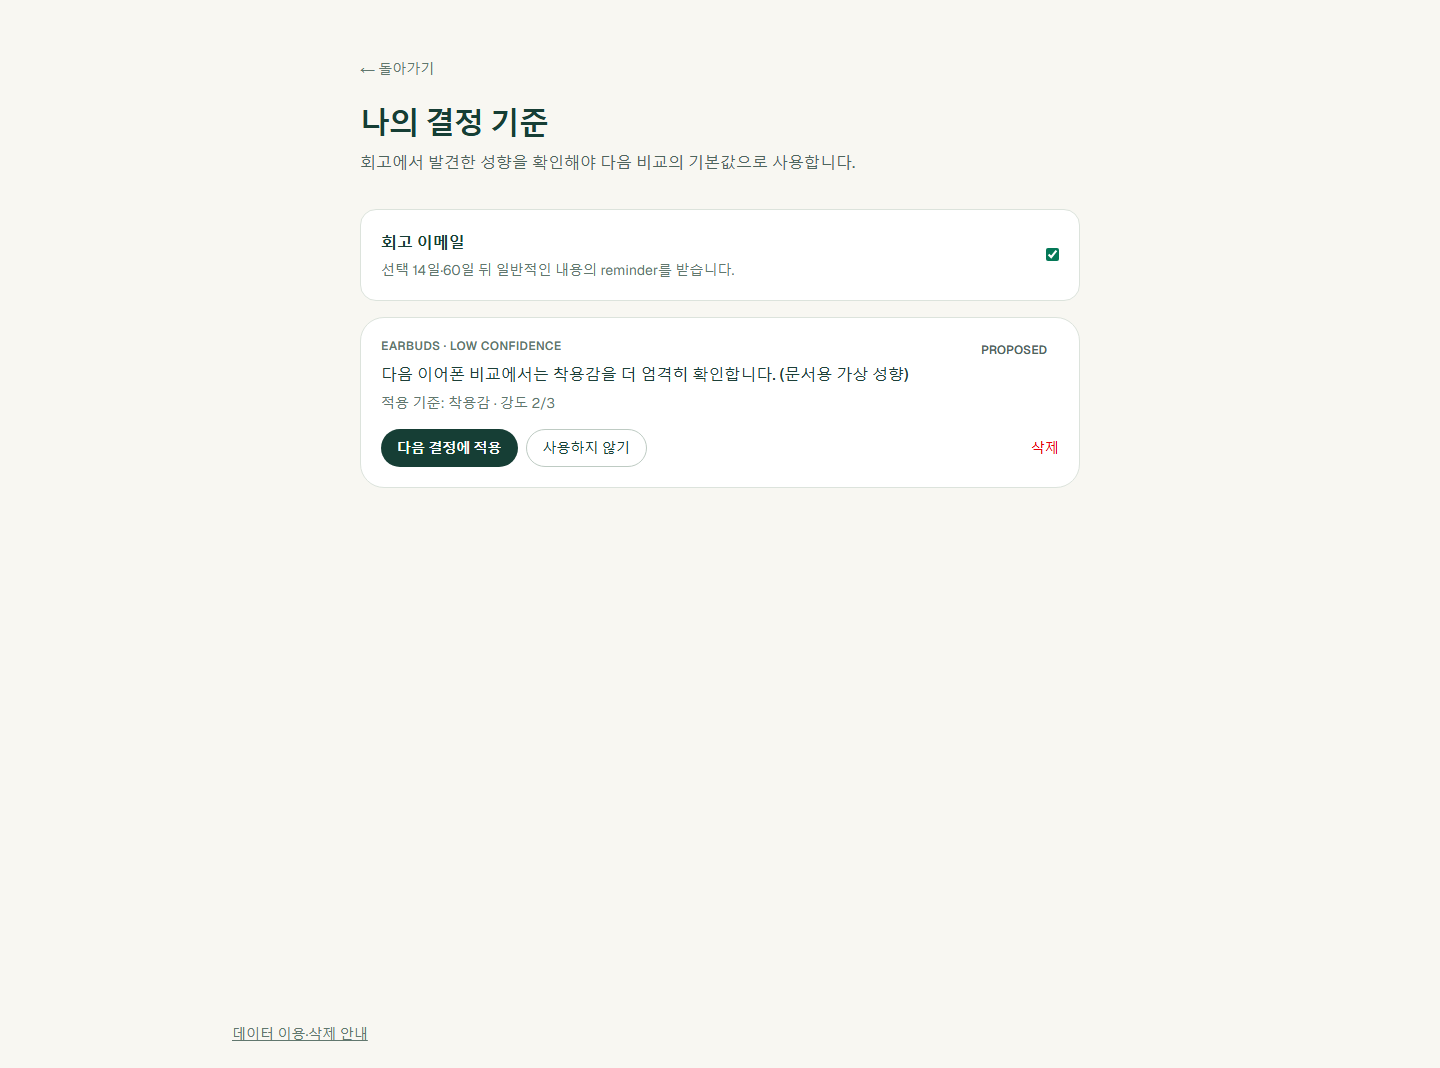 ← 돌아가기
나의 결정 기준
회고에서 발견한 성향을 확인해야 다음 비교의 기본값으로 사용합니다.
회고 이메일
선택 14일·60일 뒤 일반적인 내용의 reminder를 받습니다.
EARBUDS · LOW CONFIDENCE
PROPOSED
다음 이어폰 비교에서는 착용감을 더 엄격히 확인합니다. (문서용 가상 성향)
적용 기준: 착용감 · 강도 2/3
다음 결정에 적용
사용하지 않기
삭제
데이터 이용·삭제 안내